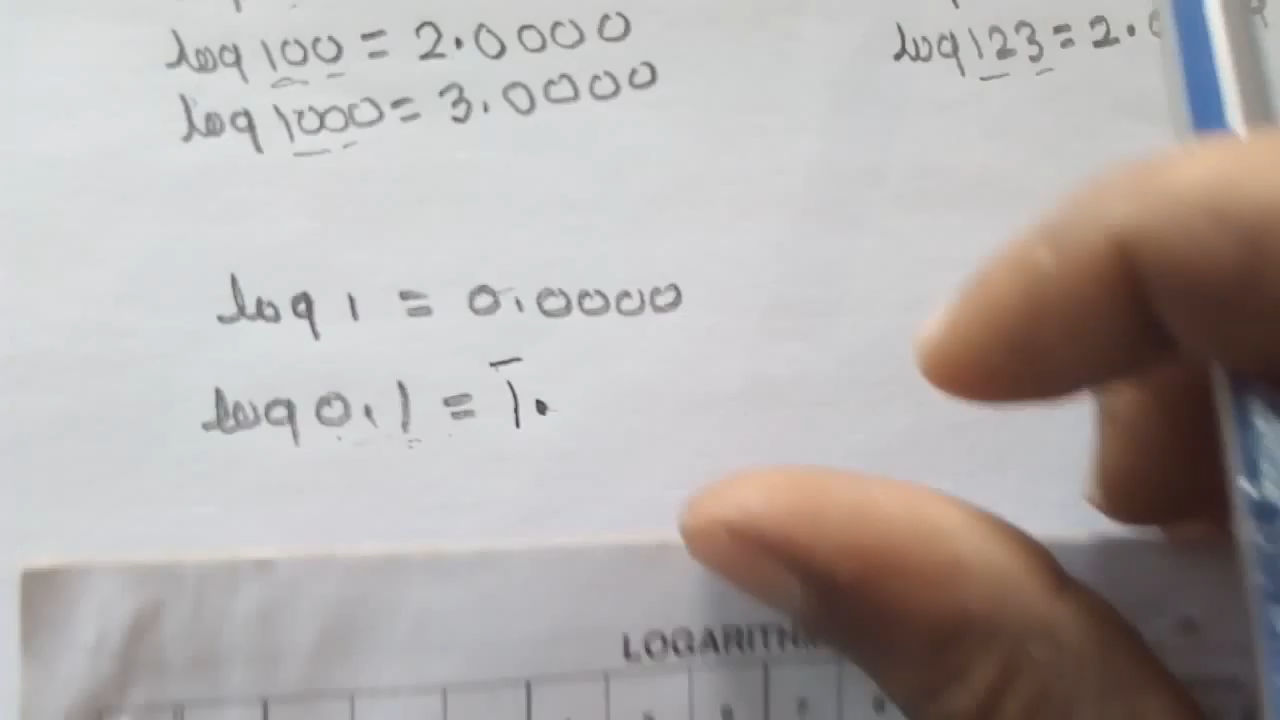 log 100 = 2.0000
log 123 = 2.
log 1000 = 3.0000
log 1 = 0.0000
log 0.1 = 1̅.
LOGARITH